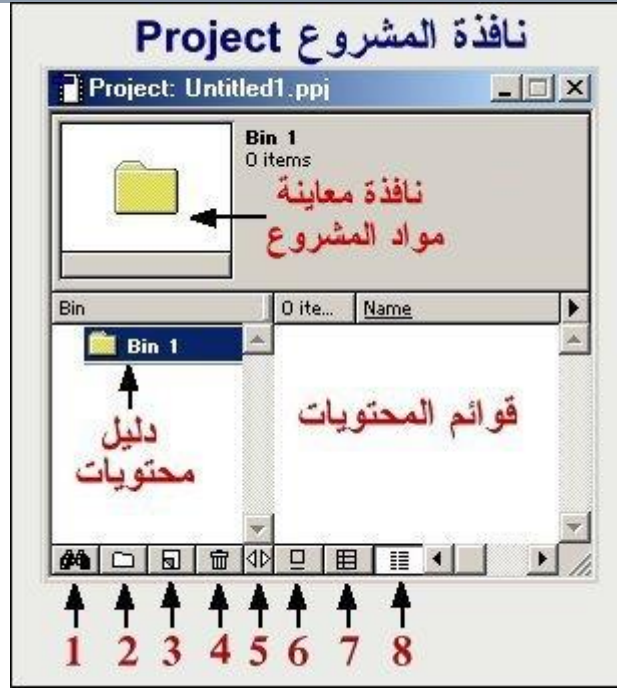 نافذة المشروع Project
Project: Untitled1.ppj
Bin 1
0 items
نافذة معاينة
مواد المشروع
Bin 0 ite... Name
Bin 1
قوائم المحتويات
دليل
محتويات
1 2 3 4 5 6 7 8